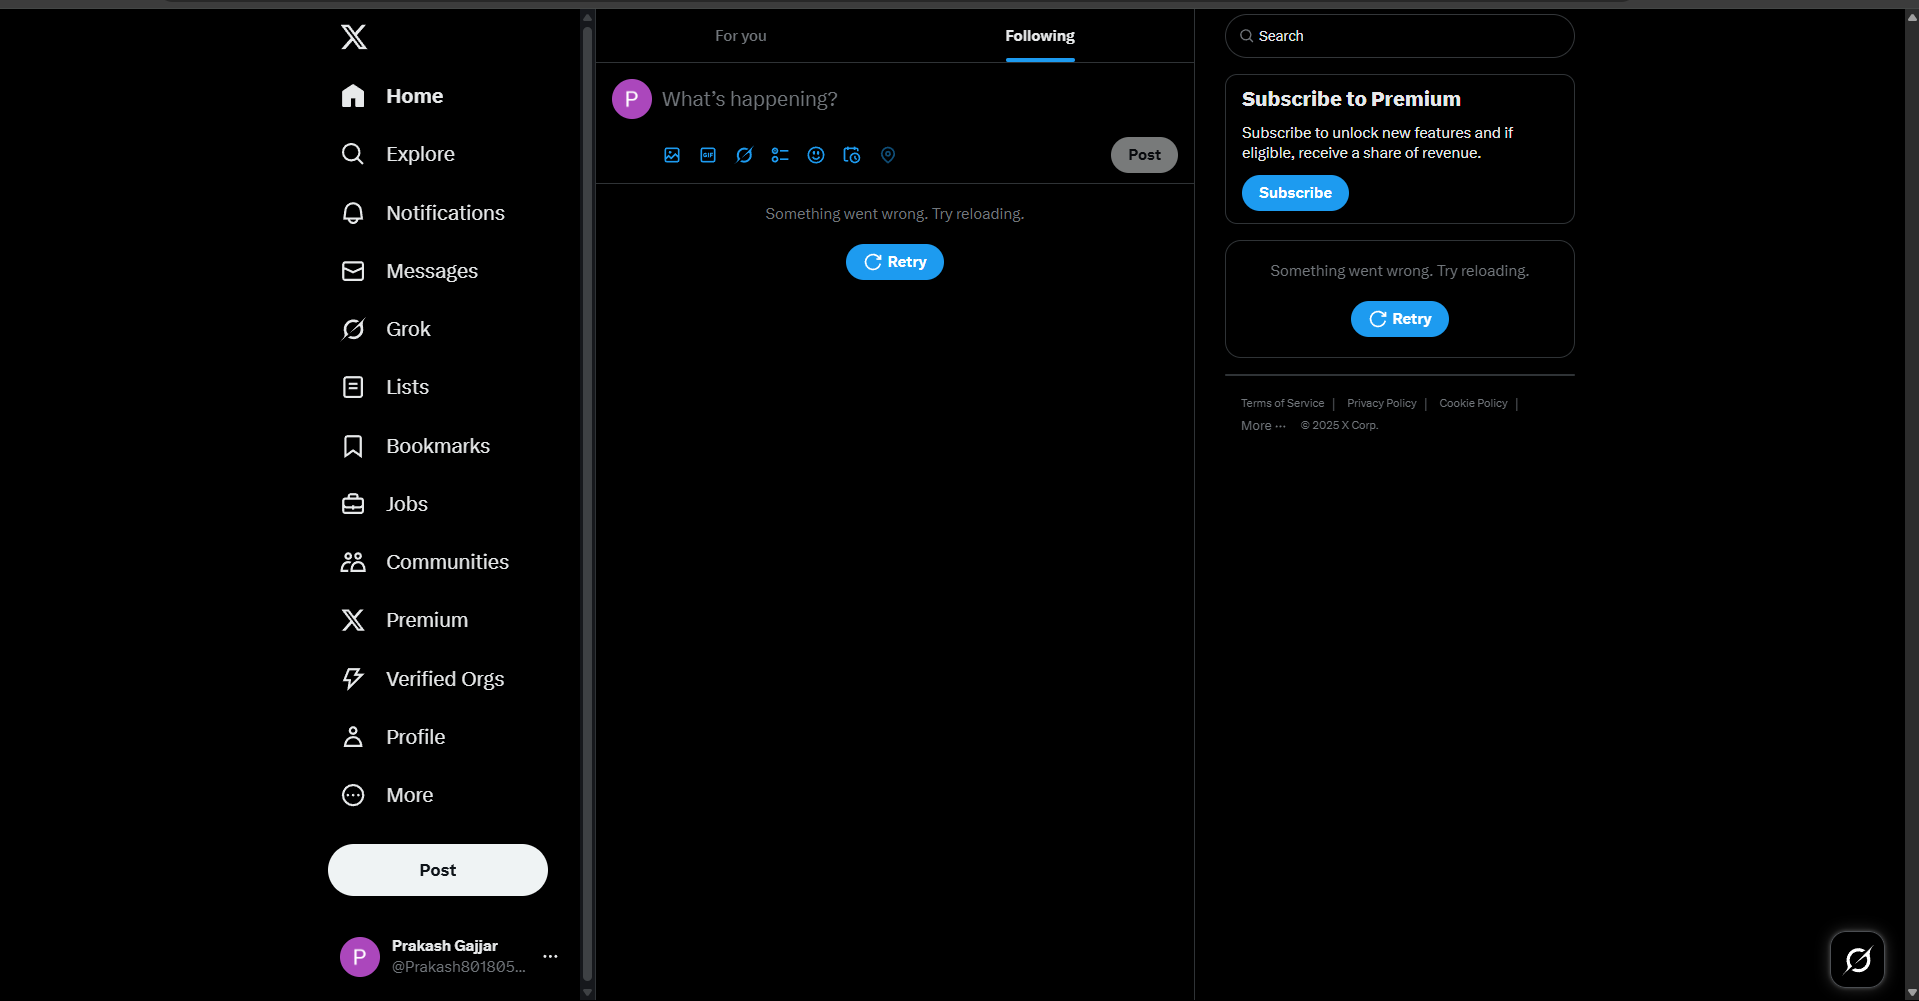 Home
Explore
Notifications
Messages
Grok
Lists
Bookmarks
Jobs
Communities
Premium
Verified Orgs
Profile
More
Post
P
Prakash Gajjar
@Prakash801805...
For you
Following
P
What’s happening?
GIF
Post
Something went wrong. Try reloading.
Retry
Search
Subscribe to Premium
Subscribe to unlock new features and if
eligible, receive a share of revenue.
Subscribe
Something went wrong. Try reloading.
Retry
Terms of Service | Privacy Policy | Cookie Policy |
More ··· © 2025 X Corp.